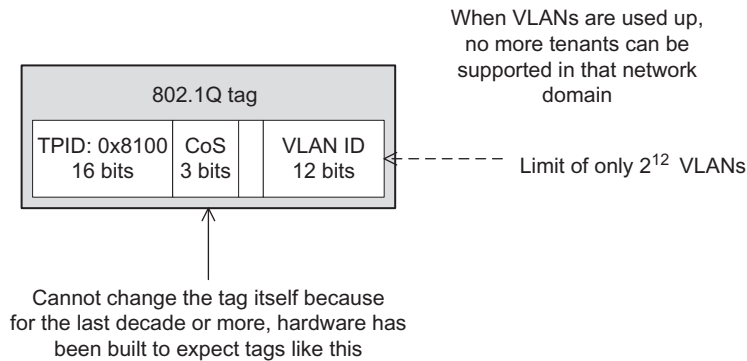 When VLANs are used up,
no more tenants can be
supported in that network
domain
802.1Q tag
TPID: 0x8100
16 bits
CoS
3 bits
VLAN ID
12 bits
Limit of only 2¹² VLANs
Cannot change the tag itself because
for the last decade or more, hardware has
been built to expect tags like this